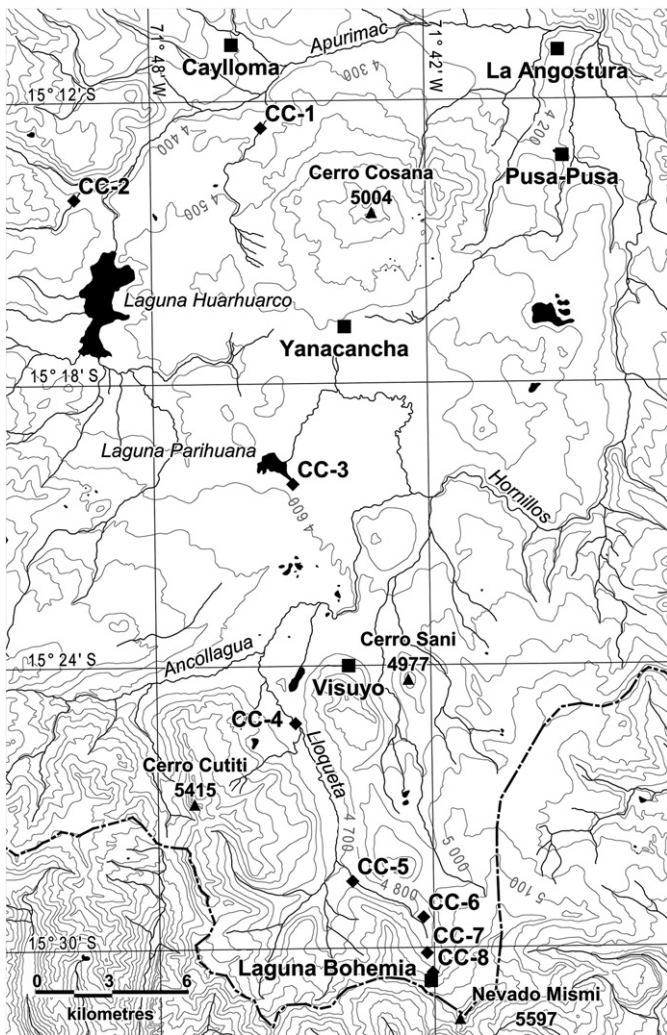 71° 48' W
Apurimac
71° 42' W
Caylloma
4 300
La Angostura
15° 12' S
CC-1
4 400
4 200
Cerro Cosana
5004
Pusa-Pusa
CC-2
4 500
Laguna Huarhuarco
Yanacancha
15° 18' S
Laguna Parihuana
CC-3
4 600
Hornillos
Ancollagua
15° 24' S
Cerro Sani
4977
Visuyo
CC-4
Lloqueta
Cerro Cutiti
5415
4 700
5 000
CC-5
4 800
5 100
CC-6
15° 30' S
CC-7
CC-8
Laguna Bohemia
0 3 6
kilometres
Nevado Mismi
5597